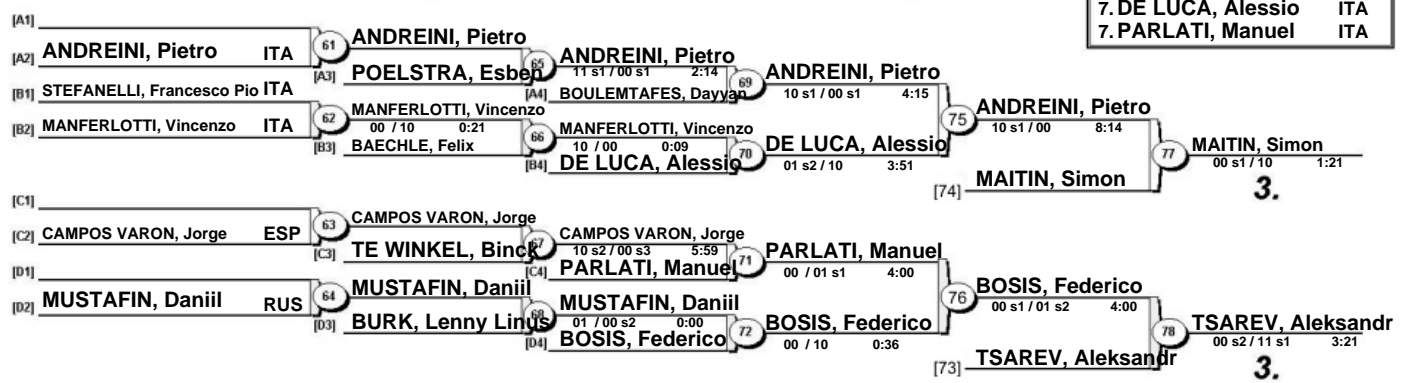 7. DE LUCA, Alessio ITA
7. PARLATI, Manuel ITA
[A1]
[A2] ANDREINI, Pietro ITA
61
ANDREINI, Pietro
[A3] POELSTRA, Esben
65
ANDREINI, Pietro
11 s1 / 00 s1 2:14
[A4] BOULEMTAFES, Dayyan
69
ANDREINI, Pietro
10 s1 / 00 s1 4:15
[B1] STEFANELLI, Francesco Pio ITA
[B2] MANFERLOTTI, Vincenzo ITA
62
MANFERLOTTI, Vincenzo
00 / 10 0:21
[B3] BAECHLE, Felix
66
MANFERLOTTI, Vincenzo
10 / 00 0:09
[B4] DE LUCA, Alessio
70
DE LUCA, Alessio
01 s2 / 10 3:51
75
ANDREINI, Pietro
10 s1 / 00 8:14
[74] MAITIN, Simon
77
MAITIN, Simon
00 s1 / 10 1:21
3.
[C1]
[C2] CAMPOS VARON, Jorge ESP
63
CAMPOS VARON, Jorge
[C3] TE WINKEL, Binck
67
CAMPOS VARON, Jorge
10 s2 / 00 s3 5:59
[C4] PARLATI, Manuel
71
PARLATI, Manuel
00 / 01 s1 4:00
[D1]
[D2] MUSTAFIN, Daniil RUS
64
MUSTAFIN, Daniil
[D3] BURK, Lenny Linus
68
MUSTAFIN, Daniil
01 / 00 s2 0:00
[D4] BOSIS, Federico
72
BOSIS, Federico
00 / 10 0:36
76
BOSIS, Federico
00 s1 / 01 s2 4:00
[73] TSAREV, Aleksandr
78
TSAREV, Aleksandr
00 s2 / 11 s1 3:21
3.